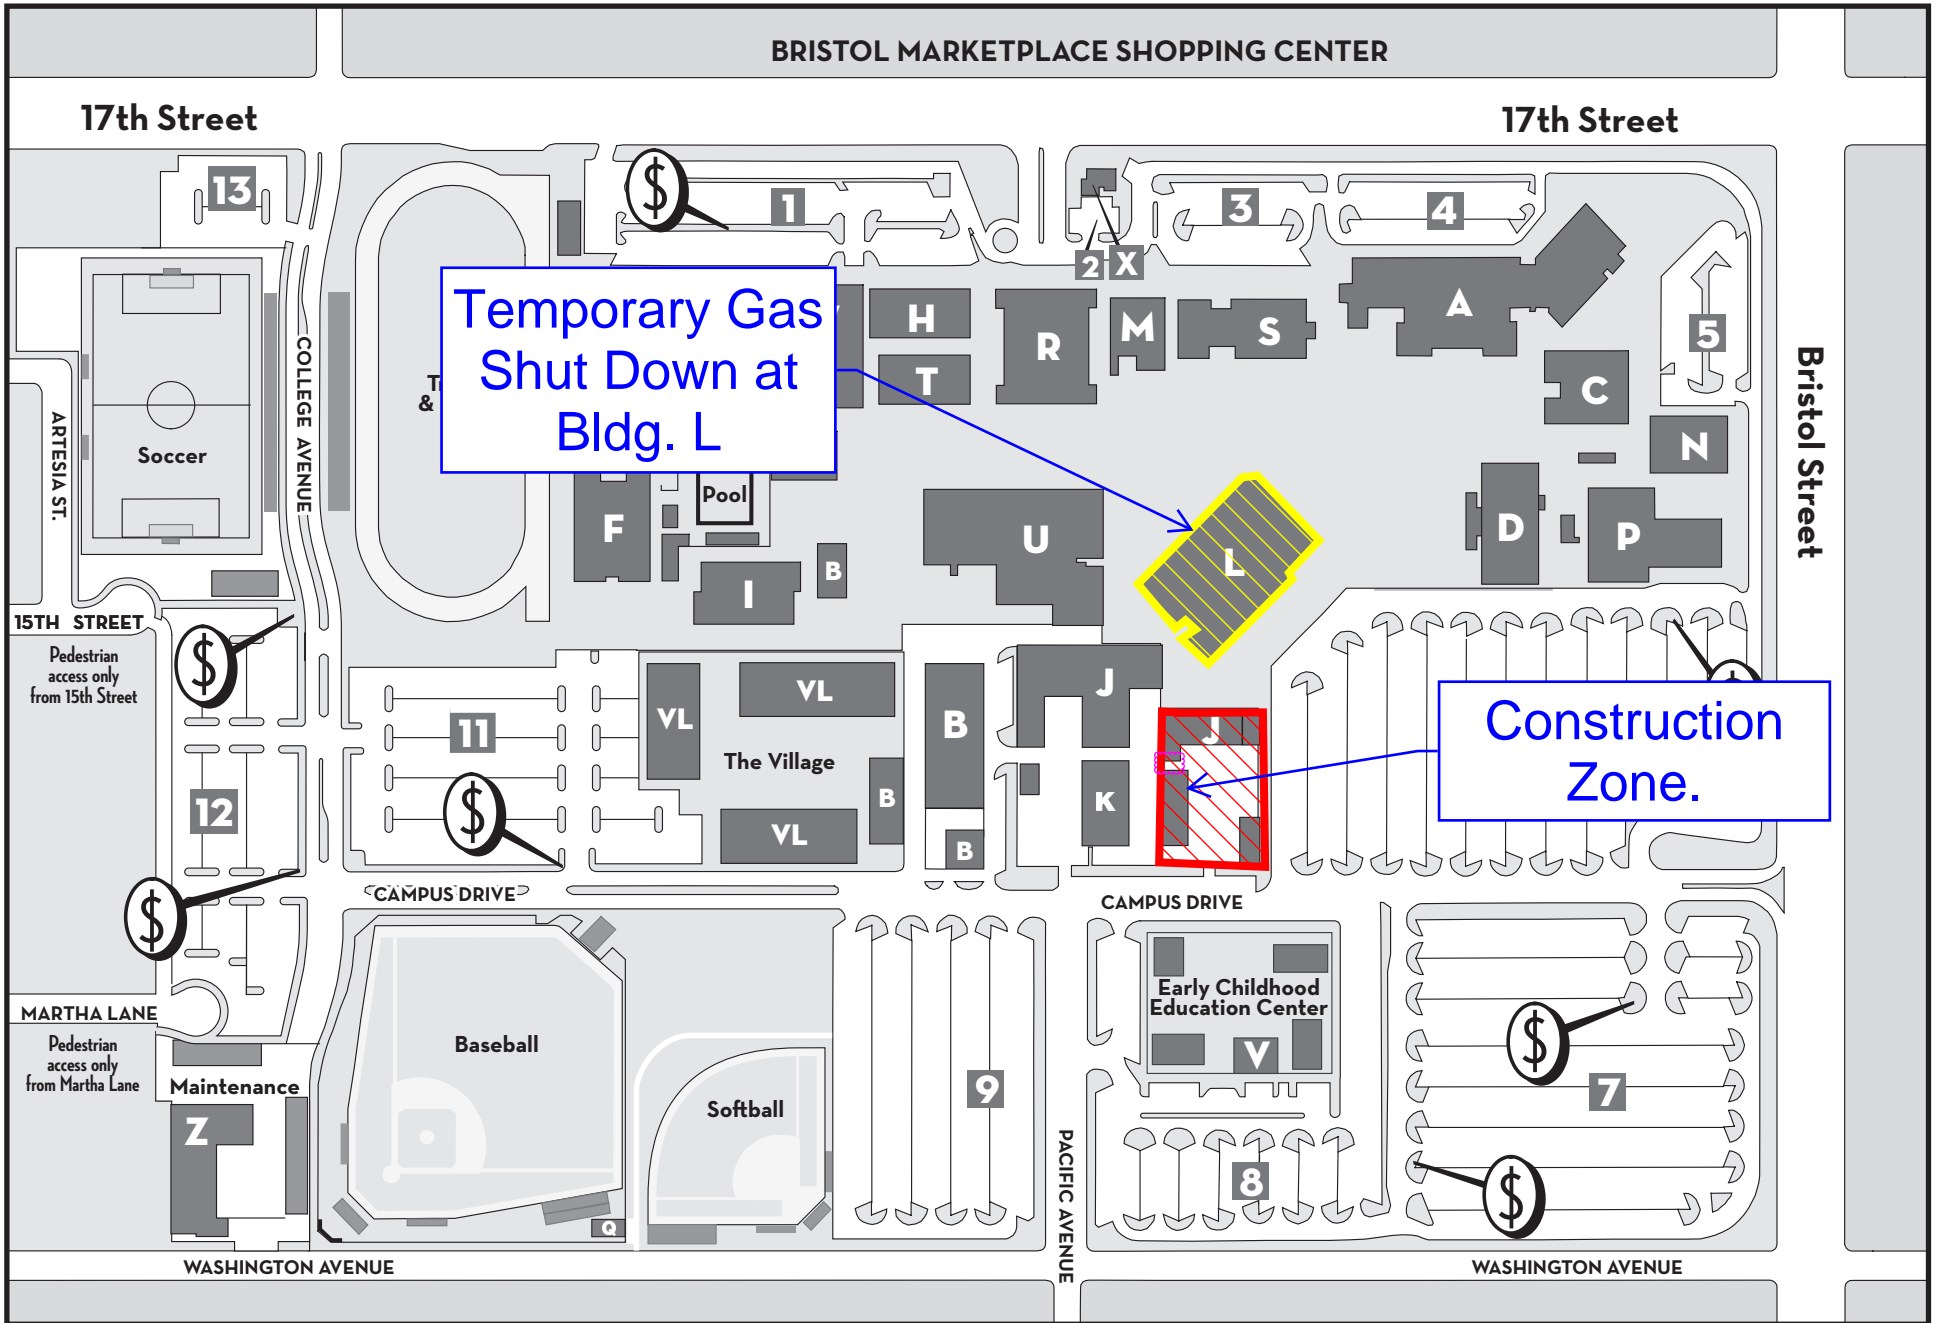 BRISTOL MARKETPLACE SHOPPING CENTER
17th Street
17th Street
13
$
1
3
4
2
X
Temporary Gas
Shut Down at
Bldg. L
H
T
R
M
S
A
5
C
N
COLLEGE AVENUE
ARTESIA ST.
Soccer
&
Bristol Street
Pool
F
I
B
U
L
D
P
15TH STREET
Pedestrian
access only
from 15th Street
$
11
VL
VL
The Village
VL
B
B
B
J
J
K
Construction
Zone.
12
$
$
CAMPUS DRIVE
CAMPUS DRIVE
MARTHA LANE
Pedestrian
access only
from Martha Lane
Maintenance
Z
Baseball
Softball
Q
9
PACIFIC AVENUE
Early Childhood
Education Center
V
8
$
7
$
WASHINGTON AVENUE
WASHINGTON AVENUE